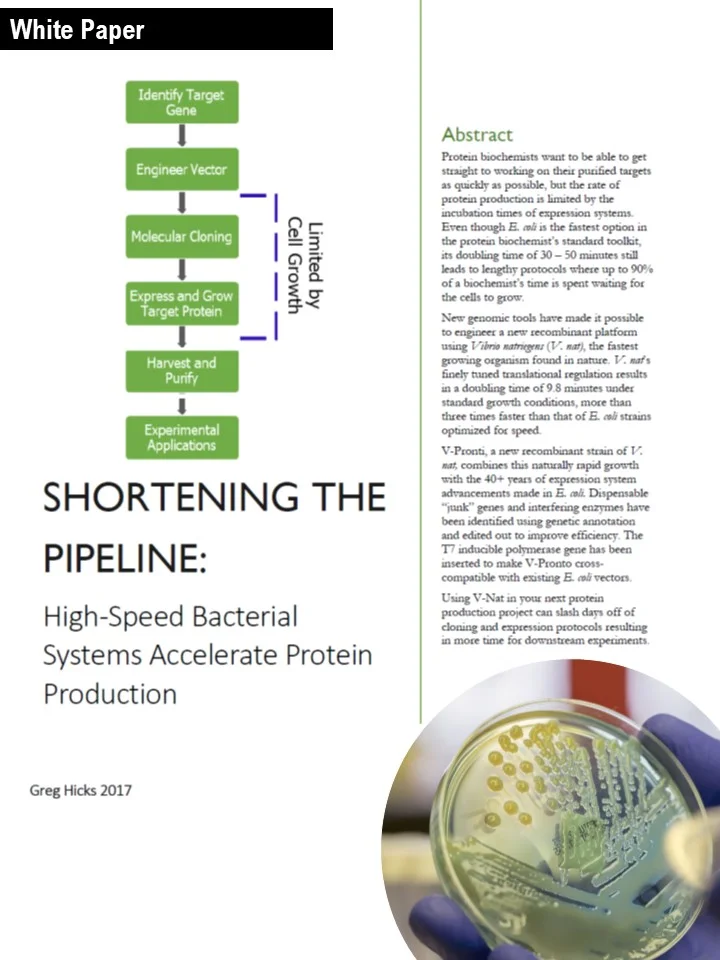 White Paper
Identify Target
Gene
Engineer Vector
Molecular Cloning
Express and Grow
Target Protein
Harvest and
Purify
Experimental
Applications
Limited by
Cell Growth
SHORTENING THE
PIPELINE:
High-Speed Bacterial
Systems Accelerate Protein
Production
Greg Hicks 2017
Abstract
Protein biochemists want to be able to get
straight to working on their purified targets
as quickly as possible, but the rate of
protein production is limited by the
incubation times of expression systems.
Even though E. coli is the fastest option in
the protein biochemist's standard toolkit,
its doubling time of 30 – 50 minutes still
leads to lengthy protocols where up to 90%
of a biochemist's time is spent waiting for
the cells to grow.
New genomic tools have made it possible
to engineer a new recombinant platform
using Vibrio natriegens (V. nat), the fastest
growing organism found in nature. V. nat's
finely tuned translational regulation results
in a doubling time of 9.8 minutes under
standard growth conditions, more than
three times faster than that of E. coli strains
optimized for speed.
V-Pronti, a new recombinant strain of V.
nat, combines this naturally rapid growth
with the 40+ years of expression system
advancements made in E. coli. Dispensable
“junk” genes and interfering enzymes have
been identified using genetic annotation
and edited out to improve efficiency. The
T7 inducible polymerase gene has been
inserted to make V-Pronto cross-
compatible with existing E. coli vectors.
Using V-Nat in your next protein
production project can slash days off of
cloning and expression protocols resulting
in more time for downstream experiments.